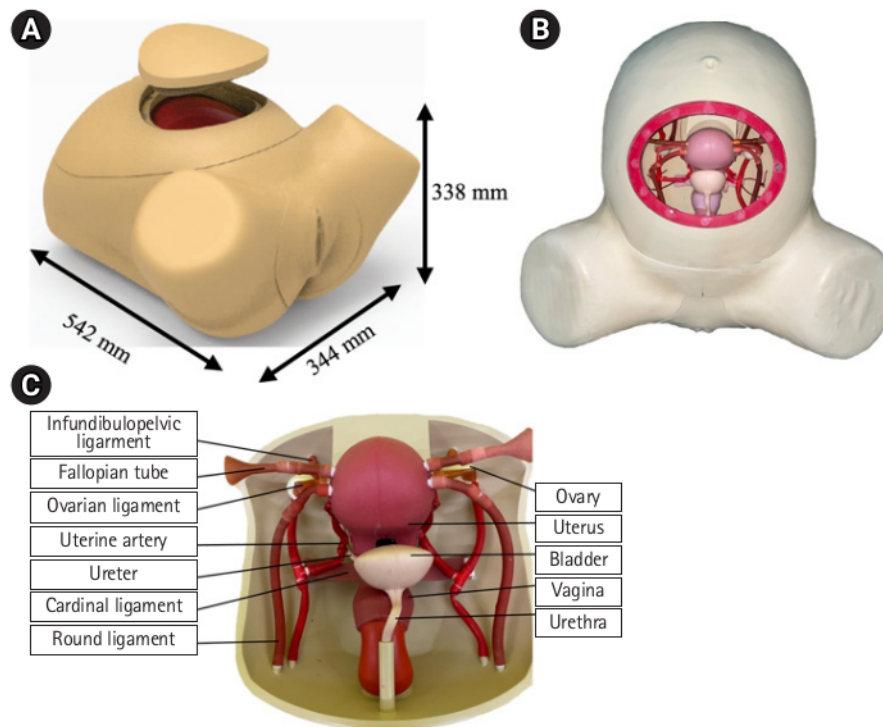 A
B
338 mm
542 mm
344 mm
C
Infundibulopelvic
ligarment
Fallopian tube
Ovarian ligament
Uterine artery
Ureter
Cardinal ligament
Round ligament
Ovary
Uterus
Bladder
Vagina
Urethra